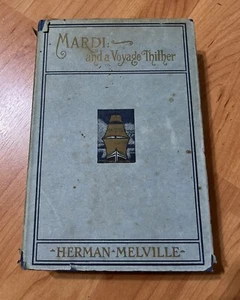 MARDI:
and a Voyage Thither
HERMAN·MELVILLE